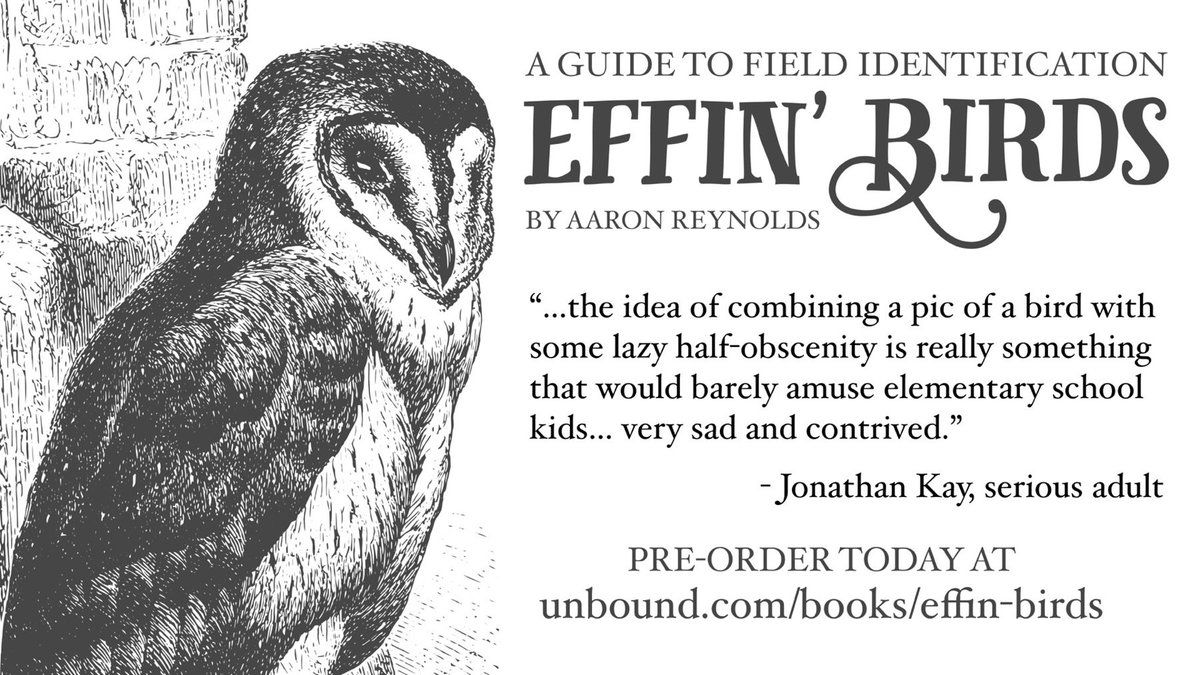 A GUIDE TO FIELD IDENTIFICATION
EFFIN’ BIRDS
BY AARON REYNOLDS
“...the idea of combining a pic of a bird with
some lazy half-obscenity is really something
that would barely amuse elementary school
kids... very sad and contrived.”
- Jonathan Kay, serious adult
PRE-ORDER TODAY AT
unbound.com/books/effin-birds